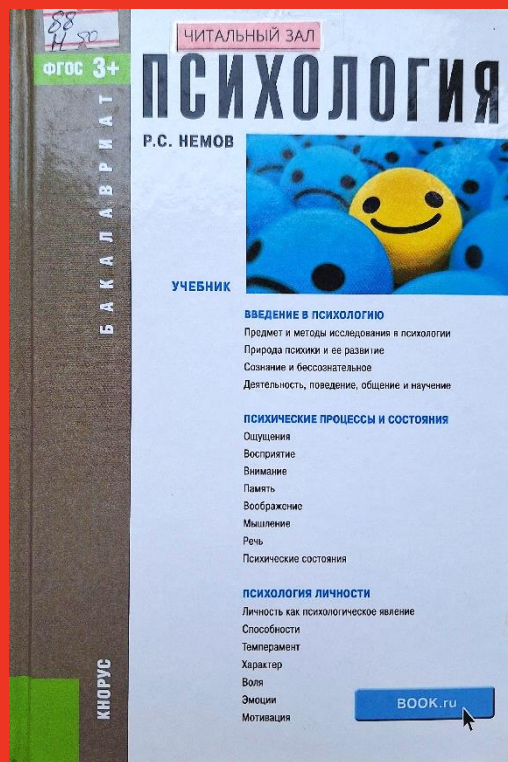 88
Н 50
ЧИТАЛЬНЫЙ ЗАЛ
ФГОС 3+
ПСИХОЛОГИЯ
Р.С. НЕМОВ
БАКАЛАВРИАТ
УЧЕБНИК
ВВЕДЕНИЕ В ПСИХОЛОГИЮ
Предмет и методы исследования в психологии
Природа психики и ее развитие
Сознание и бессознательное
Деятельность, поведение, общение и научение
ПСИХИЧЕСКИЕ ПРОЦЕССЫ И СОСТОЯНИЯ
Ощущения
Восприятие
Внимание
Память
Воображение
Мышление
Речь
Психические состояния
ПСИХОЛОГИЯ ЛИЧНОСТИ
Личность как психологическое явление
Способности
Темперамент
Характер
Воля
Эмоции
Мотивация
КНОРУС
BOOK.ru